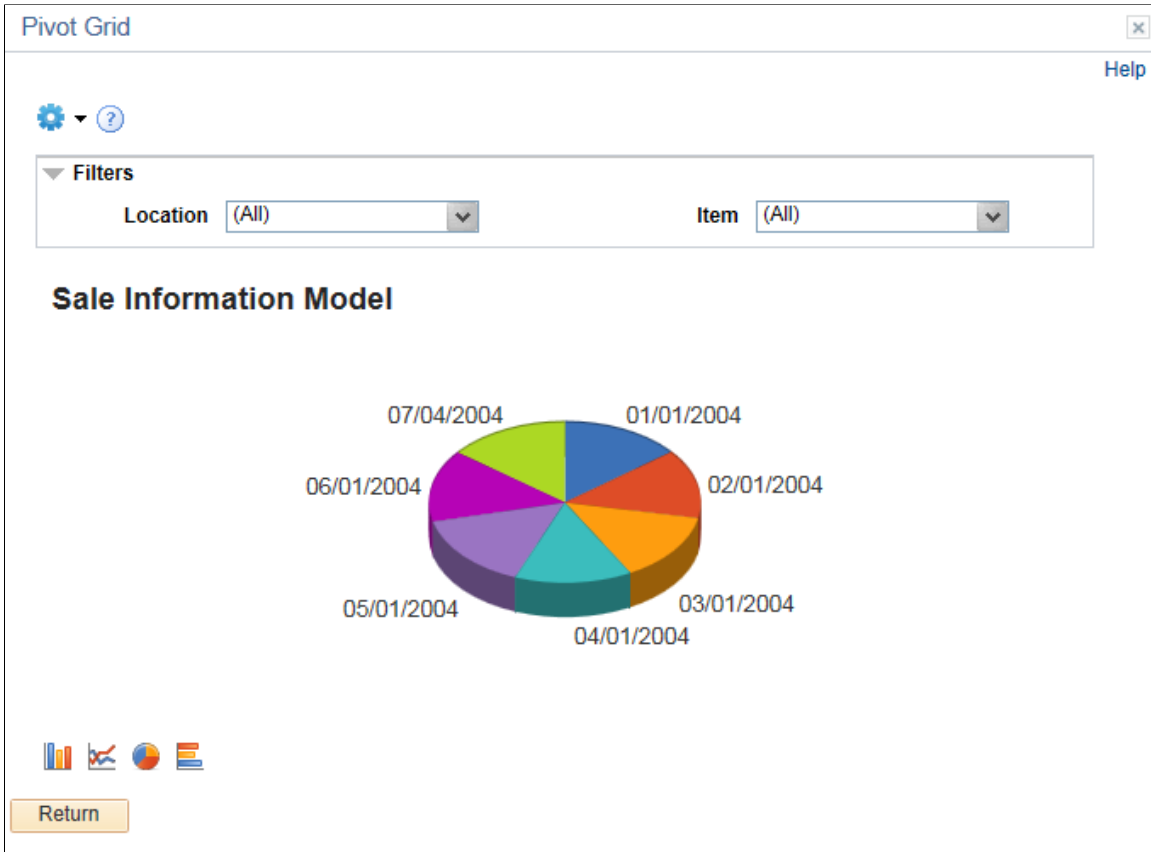 Pivot Grid
Help
Filters
Location (All) Item (All)
Sale Information Model
07/04/2004 01/01/2004
06/01/2004 02/01/2004
05/01/2004 03/01/2004
04/01/2004
Return